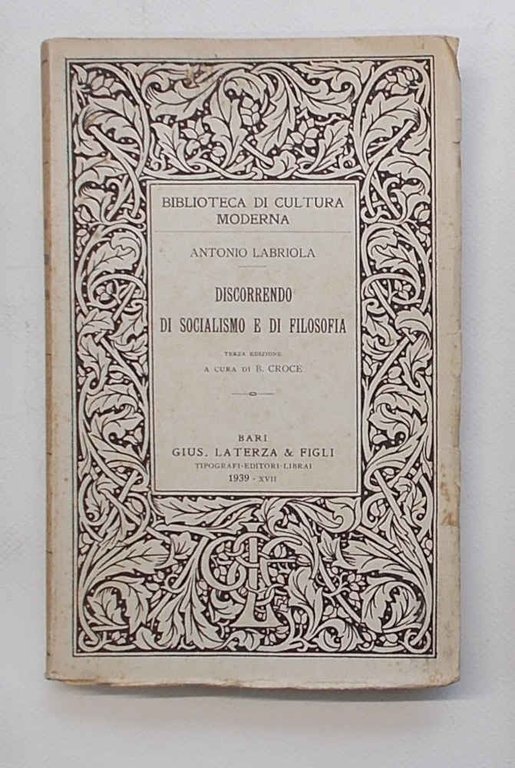 BIBLIOTECA DI CULTURA
MODERNA
ANTONIO LABRIOLA
DISCORRENDO
DI SOCIALISMO E DI FILOSOFIA
TERZA EDIZIONE
A CURA DI B. CROCE
BARI
GIUS. LATERZA & FIGLI
TIPOGRAFI-EDITORI-LIBRAI
1939 - XVII